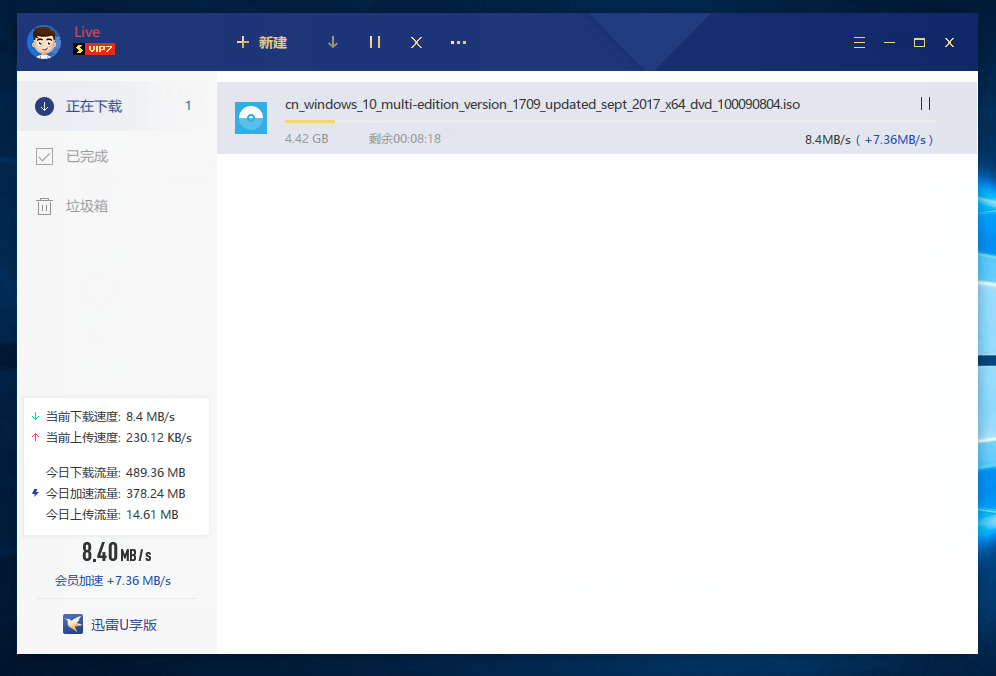 Live
VIP7
新建
正在下载 1
已完成
垃圾箱
cn_windows_10_multi-edition_version_1709_updated_sept_2017_x64_dvd_100090804.iso
4.42 GB 剩余00:08:18 8.4MB/s ( +7.36MB/s )
当前下载速度: 8.4 MB/s
当前上传速度: 230.12 KB/s
今日下载流量: 489.36 MB
今日加速流量: 378.24 MB
今日上传流量: 14.61 MB
8.40MB/s
会员加速 +7.36 MB/s
迅雷U享版